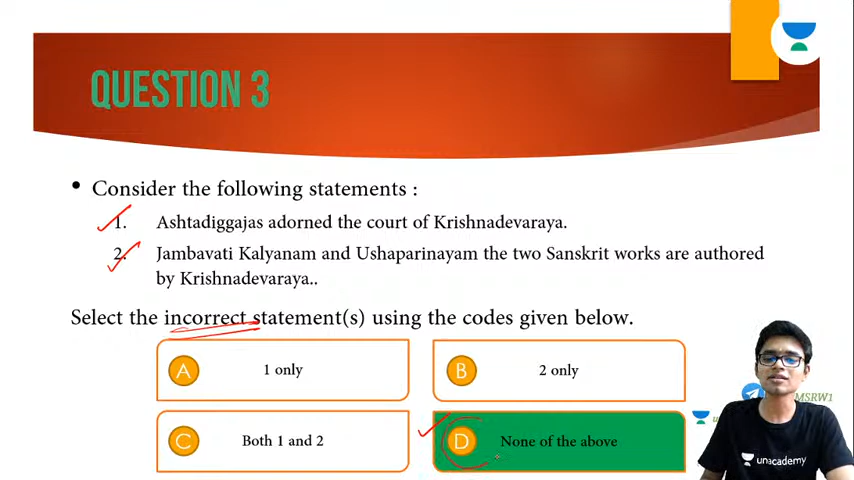 QUESTION 3
• Consider the following statements :
1. Ashtadiggajas adorned the court of Krishnadevaraya.
2. Jambavati Kalyanam and Ushaparinayam the two Sanskrit works are authored
by Krishnadevaraya..
Select the incorrect statement(s) using the codes given below.
A 1 only
B 2 only
C Both 1 and 2
D None of the above
MSRW1
unacademy